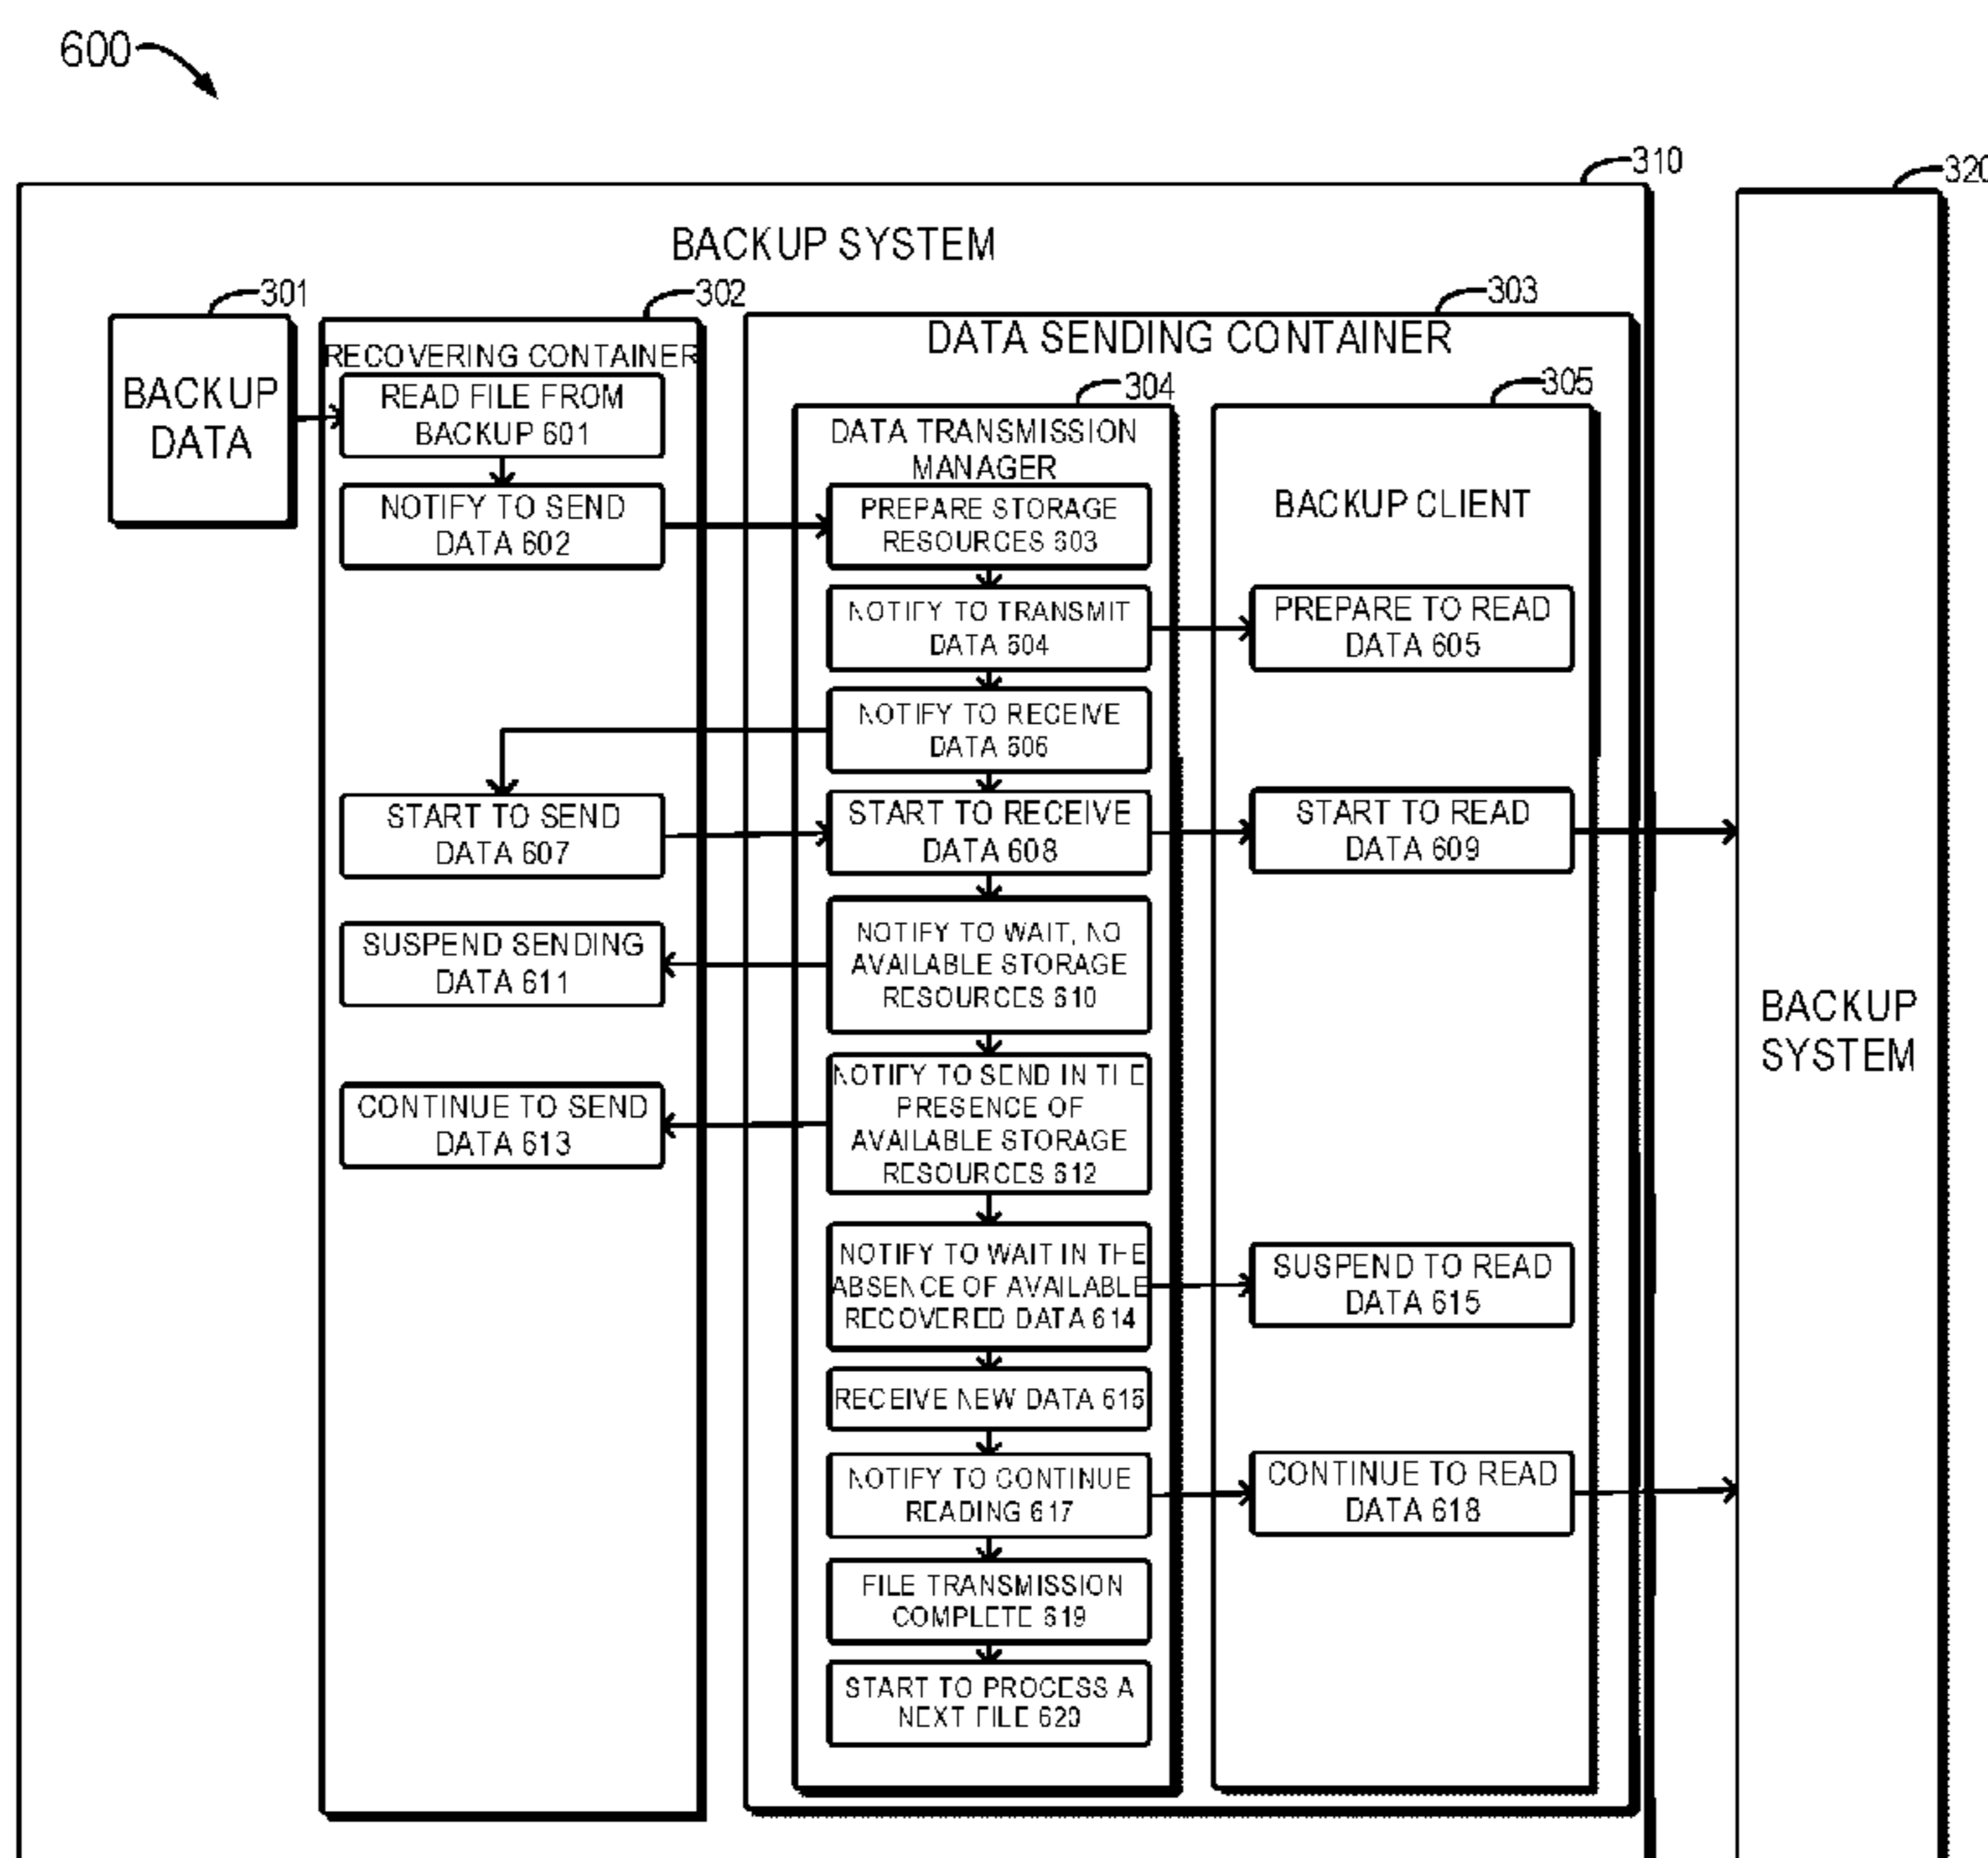 600
310
320
BACKUP SYSTEM
301
302
303
BACKUP
DATA
RECOVERING CONTAINER
READ FILE FROM
BACKUP 601
NOTIFY TO SEND
DATA 602
START TO SEND
DATA 607
SUSPEND SENDING
DATA 611
CONTINUE TO SEND
DATA 613
DATA SENDING CONTAINER
304
305
DATA TRANSMISSION
MANAGER
PREPARE STORAGE
RESOURCES 603
NOTIFY TO TRANSMIT
DATA 604
NOTIFY TO RECEIVE
DATA 606
START TO RECEIVE
DATA 608
NOTIFY TO WAIT, NO
AVAILABLE STORAGE
RESOURCES 610
NOTIFY TO SEND IN THE
PRESENCE OF
AVAILABLE STORAGE
RESOURCES 612
NOTIFY TO WAIT IN THE
ABSENCE OF AVAILABLE
RECOVERED DATA 614
RECEIVE NEW DATA 616
NOTIFY TO CONTINUE
READING 617
FILE TRANSMISSION
COMPLETE 619
START TO PROCESS A
NEXT FILE 620
BACKUP CLIENT
PREPARE TO READ
DATA 605
START TO READ
DATA 609
SUSPEND TO READ
DATA 615
CONTINUE TO READ
DATA 618
BACKUP
SYSTEM